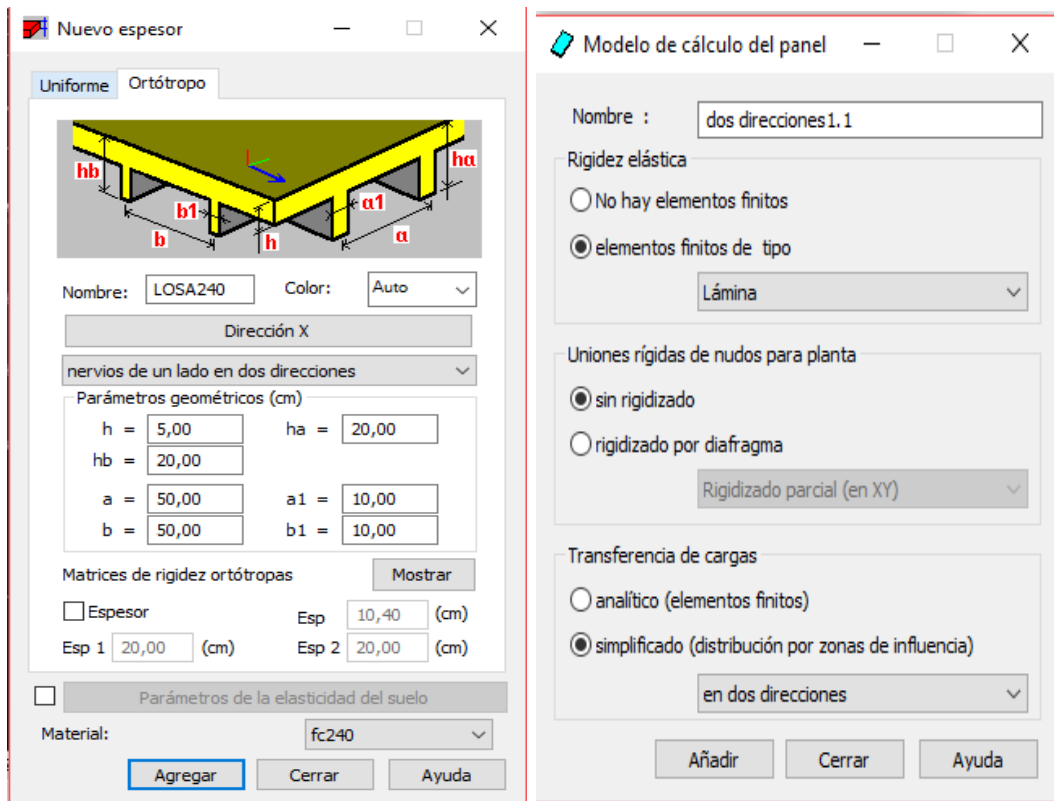 Nuevo espesor
Uniforme Ortótropo
hb
ha
b1
a1
b
h
a
Nombre: LOSA240 Color: Auto
Dirección X
nervios de un lado en dos direcciones
Parámetros geométricos (cm)
h = 5,00 ha = 20,00
hb = 20,00
a = 50,00 a1 = 10,00
b = 50,00 b1 = 10,00
Matrices de rigidez ortótropas Mostrar
Espesor Esp 10,40 (cm)
Esp 1 20,00 (cm) Esp 2 20,00 (cm)
Parámetros de la elasticidad del suelo
Material: fc240
Agregar Cerrar Ayuda
Modelo de cálculo del panel
Nombre : dos direcciones1.1
Rigidez elástica
No hay elementos finitos
elementos finitos de tipo
Lámina
Uniones rígidas de nudos para planta
sin rigidizado
rigidizado por diafragma
Rigidizado parcial (en XY)
Transferencia de cargas
analítico (elementos finitos)
simplificado (distribución por zonas de influencia)
en dos direcciones
Añadir Cerrar Ayuda